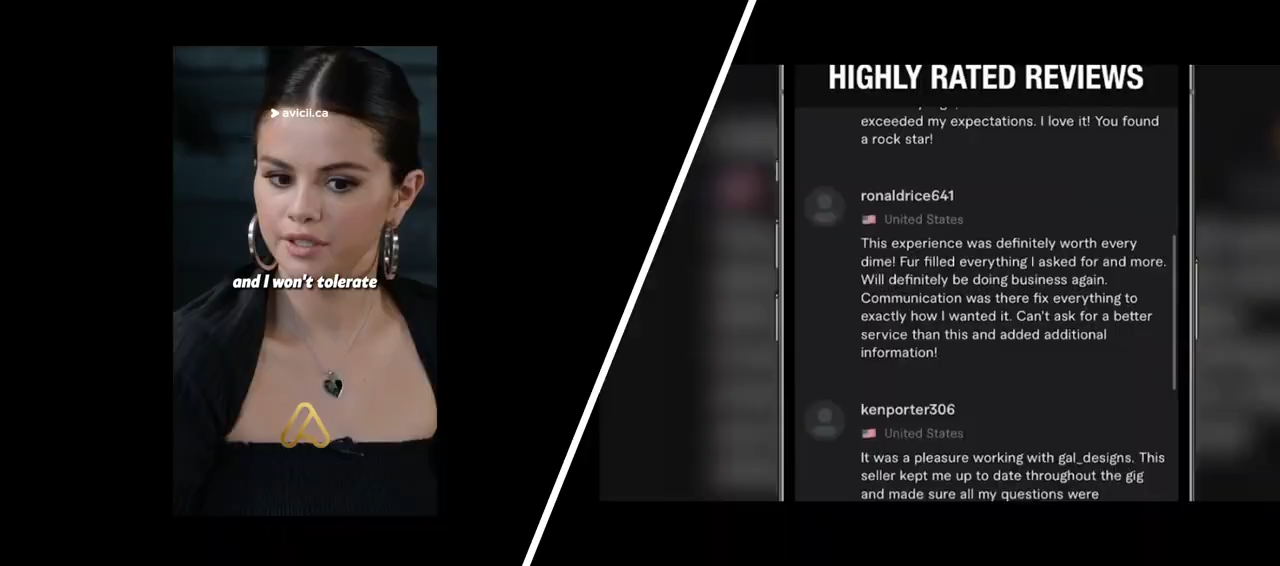 avicii.ca
and I won't tolerate
HIGHLY RATED REVIEWS
exceeded my expectations. I love it! You found
a rock star!
ronaldrice641
United States
This experience was definitely worth every
dime! Fur filled everything I asked for and more.
Will definitely be doing business again.
Communication was there fix everything to
exactly how I wanted it. Can't ask for a better
service than this and added additional
information!
kenporter306
United States
It was a pleasure working with gal_designs. This
seller kept me up to date throughout the gig
and made sure all my questions were